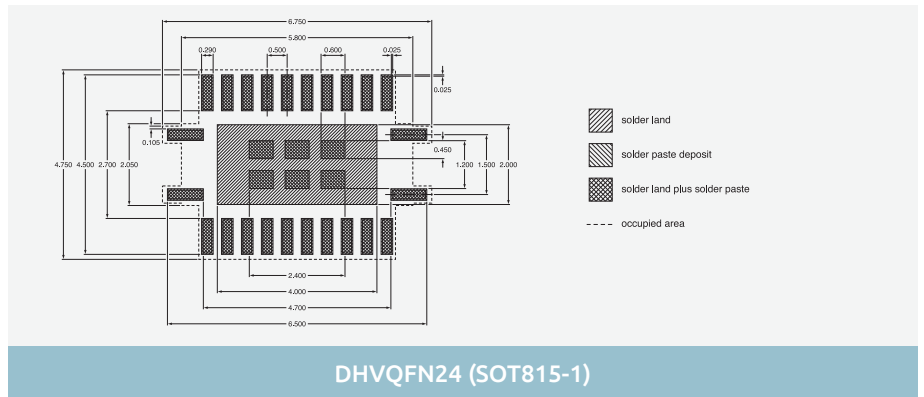 6.750
5.800
0.290 0.500 0.600 0.025
0.025
0.105
4.750 4.500 2.700 2.050
0.450
1.200 1.500 2.000
2.400
4.000
4.700
6.500
solder land
solder paste deposit
solder land plus solder paste
occupied area
DHVQFN24 (SOT815-1)